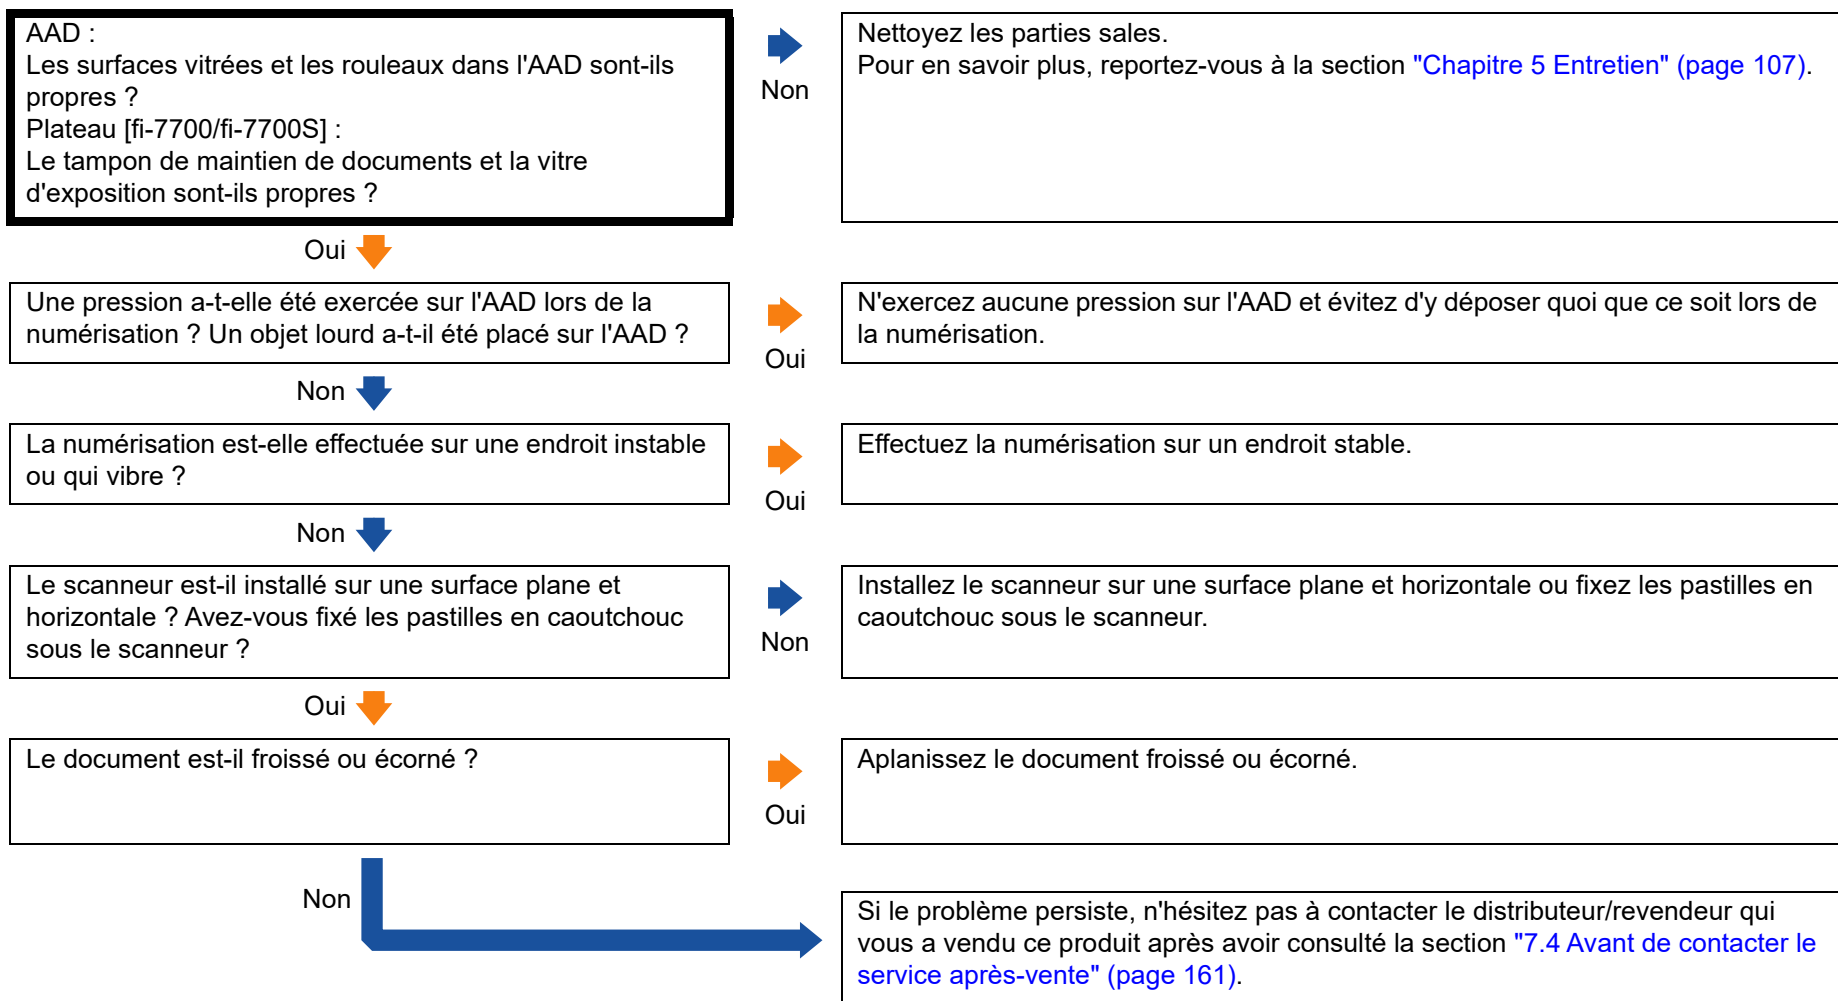 AAD :
Les surfaces vitrées et les rouleaux dans l'AAD sont-ils
propres ?
Plateau [fi-7700/fi-7700S] :
Le tampon de maintien de documents et la vitre
d'exposition sont-ils propres ?
Non
Nettoyez les parties sales.
Pour en savoir plus, reportez-vous à la section "Chapitre 5 Entretien" (page 107).
Oui
Une pression a-t-elle été exercée sur l'AAD lors de la
numérisation ? Un objet lourd a-t-il été placé sur l'AAD ?
Oui
N'exercez aucune pression sur l'AAD et évitez d'y déposer quoi que ce soit lors de
la numérisation.
Non
La numérisation est-elle effectuée sur une endroit instable
ou qui vibre ?
Oui
Effectuez la numérisation sur un endroit stable.
Non
Le scanneur est-il installé sur une surface plane et
horizontale ? Avez-vous fixé les pastilles en caoutchouc
sous le scanneur ?
Non
Installez le scanneur sur une surface plane et horizontale ou fixez les pastilles en
caoutchouc sous le scanneur.
Oui
Le document est-il froissé ou écorné ?
Oui
Aplanissez le document froissé ou écorné.
Non
Si le problème persiste, n'hésitez pas à contacter le distributeur/revendeur qui
vous a vendu ce produit après avoir consulté la section "7.4 Avant de contacter le
service après-vente" (page 161).